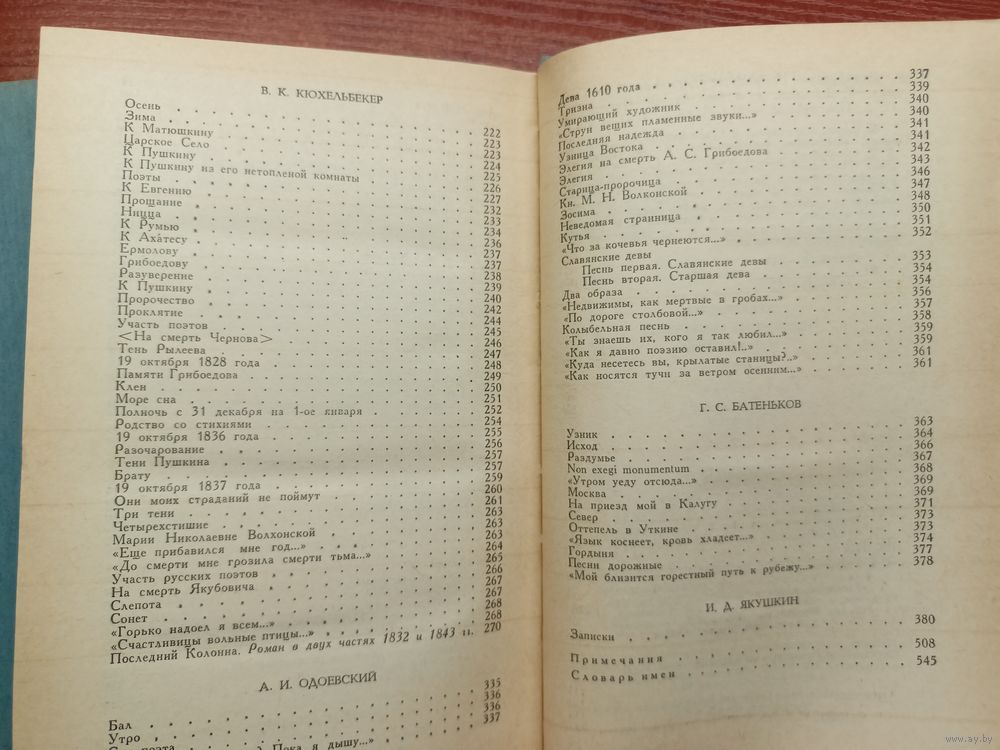 В. К. КЮХЕЛЬБЕКЕР
Осень . . . 222
Зима . . . 223
К Матюшкину . . . 223
Царское Село . . . 224
К Пушкину . . . 225
К Пушкину из его нетопленой комнаты . . . 226
Поэты . . . 227
К Евгению . . . 232
Прощание . . . 233
Ницца . . . 234
К Румью . . . 236
К Ахатесу . . . 237
Ермолову . . . 237
Грибоедову . . . 238
Разуверение . . . 239
К Пушкину . . . 240
Пророчество . . . 242
Проклятие . . . 244
Участь поэтов . . . 245
<На смерть Чернова> . . . 246
Тень Рылеева . . . 247
19 октября 1828 года . . . 248
Памяти Грибоедова . . . 249
Клен . . . 250
Море сна . . . 251
Полночь с 31 декабря на 1-ое января . . . 252
Родство со стихиями . . . 254
19 октября 1836 года . . . 255
Разочарование . . . 256
Тени Пушкина . . . 257
Брату . . . 257
19 октября 1837 года . . . 259
Они моих страданий не поймут . . . 260
Три тени . . . 261
Четырехстишие . . . 263
Марии Николаевне Волхонской . . . 263
«Еще прибавился мне год...» . . . 263
«До смерти мне грозила смерти тьма...» . . . 264
Участь русских поэтов . . . 265
На смерть Якубовича . . . 266
Слепота . . . 267
Сонет . . . 267
«Горько надоел я всем...» . . . 268
«Счастливицы вольные птицы...» . . . 268
Последний Колонна. Роман в двух частях 1832 и 1843 гг. 270
А. И. ОДОЕВСКИЙ
Бал . . . 335
Утро . . . 336
поэта . . . 336
Пока я дышу...» 337
Дева 1610 года . . . 337
Тризна . . . 339
Умирающий художник . . . 340
«Струн вещих пламенные звуки...» . . . 340
Последняя надежда . . . 341
Узница Востока . . . 341
Элегия на смерть А. С. Грибоедова . . . 342
Элегия . . . 343
Старица-пророчица . . . 346
Кн. М. Н. Волконской . . . 347
Зосима . . . 348
Неведомая странница . . . 350
Кутья . . . 351
«Что за кочевья чернеются...» . . . 352
Славянские девы
Песнь первая. Славянские девы . . . 353
Песнь вторая. Старшая дева . . . 354
Два образа . . . 354
«Недвижимы, как мертвые в гробах...» . . . 356
«По дороге столбовой...» . . . 357
Колыбельная песнь . . . 358
«Ты знаешь их, кого я так любил...» . . . 359
«Как я давно поэзию оставил!..» . . . 359
«Куда несетесь вы, крылатые станицы?..» . . . 361
«Как носятся тучи за ветром осенним...» . . . 361
Г. С. БАТЕНЬКОВ
Узник . . . 363
Исход . . . 364
Раздумье . . . 366
Non exegi monumentum . . . 367
«Утром уеду отсюда...» . . . 368
Москва . . . 369
На приезд мой в Калугу . . . 369
Север . . . 371
Оттепель в Уткине . . . 373
«Язык коснеет, кровь хладеет...» . . . 373
Гордыня . . . 374
Песни дорожные . . . 377
«Мой близится горестный путь к рубежу...» . . . 378
И. Д. ЯКУШКИН
Записки . . . 380
Примечания . . . 508
Словарь имен . . . 545
www.ay.by